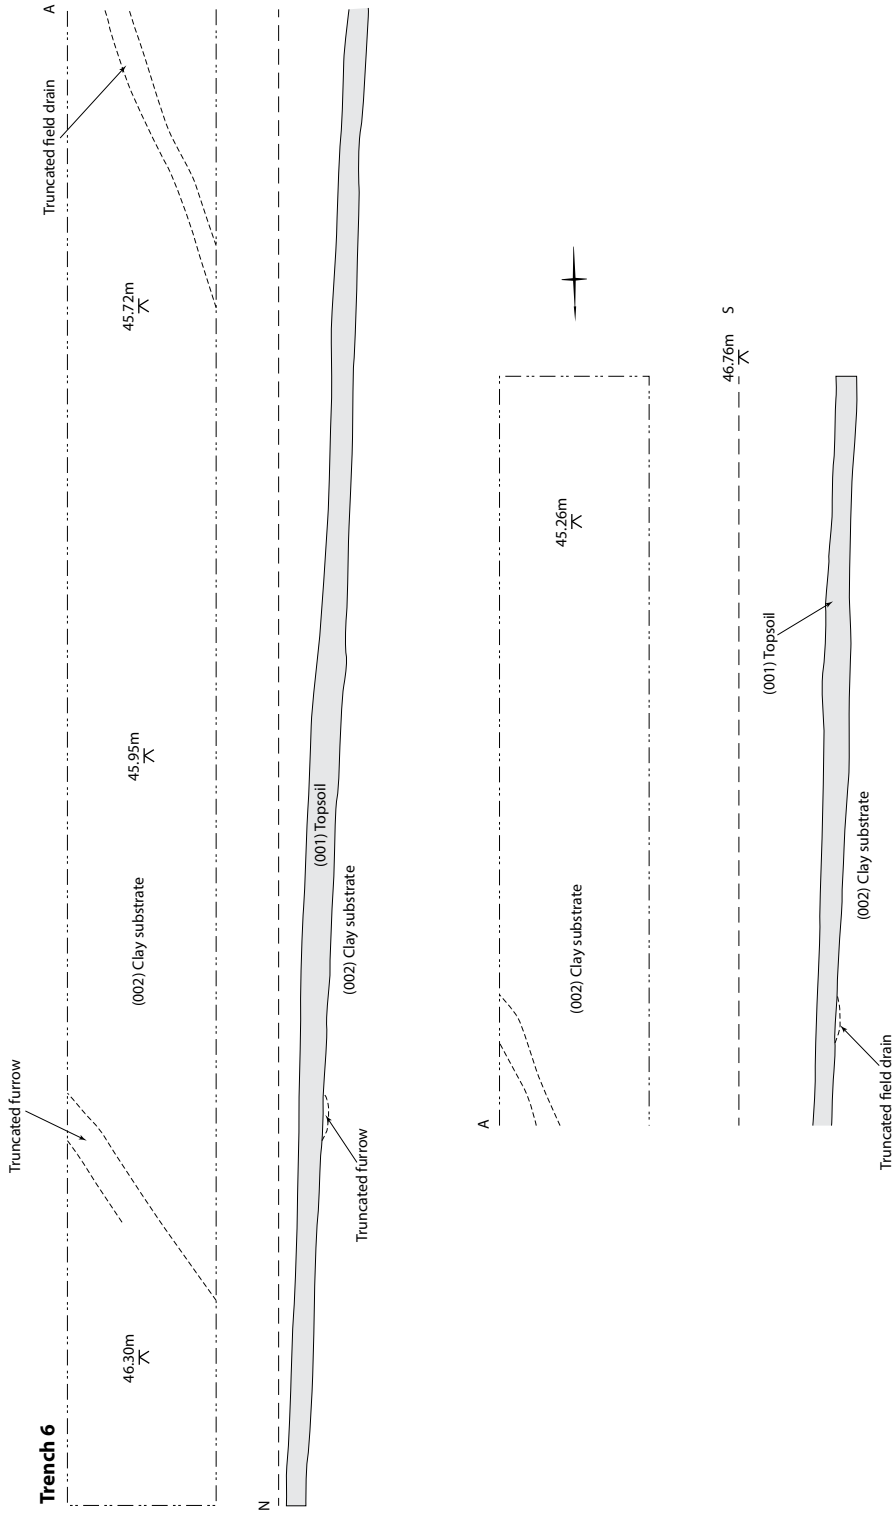 Trench 6
Truncated furrow
46.30m
(002) Clay substrate
45.95m
45.72m
Truncated field drain
A
N
Truncated furrow
(002) Clay substrate
(001) Topsoil
A
(002) Clay substrate
45.26m
46.76m
S
(001) Topsoil
(002) Clay substrate
Truncated field drain